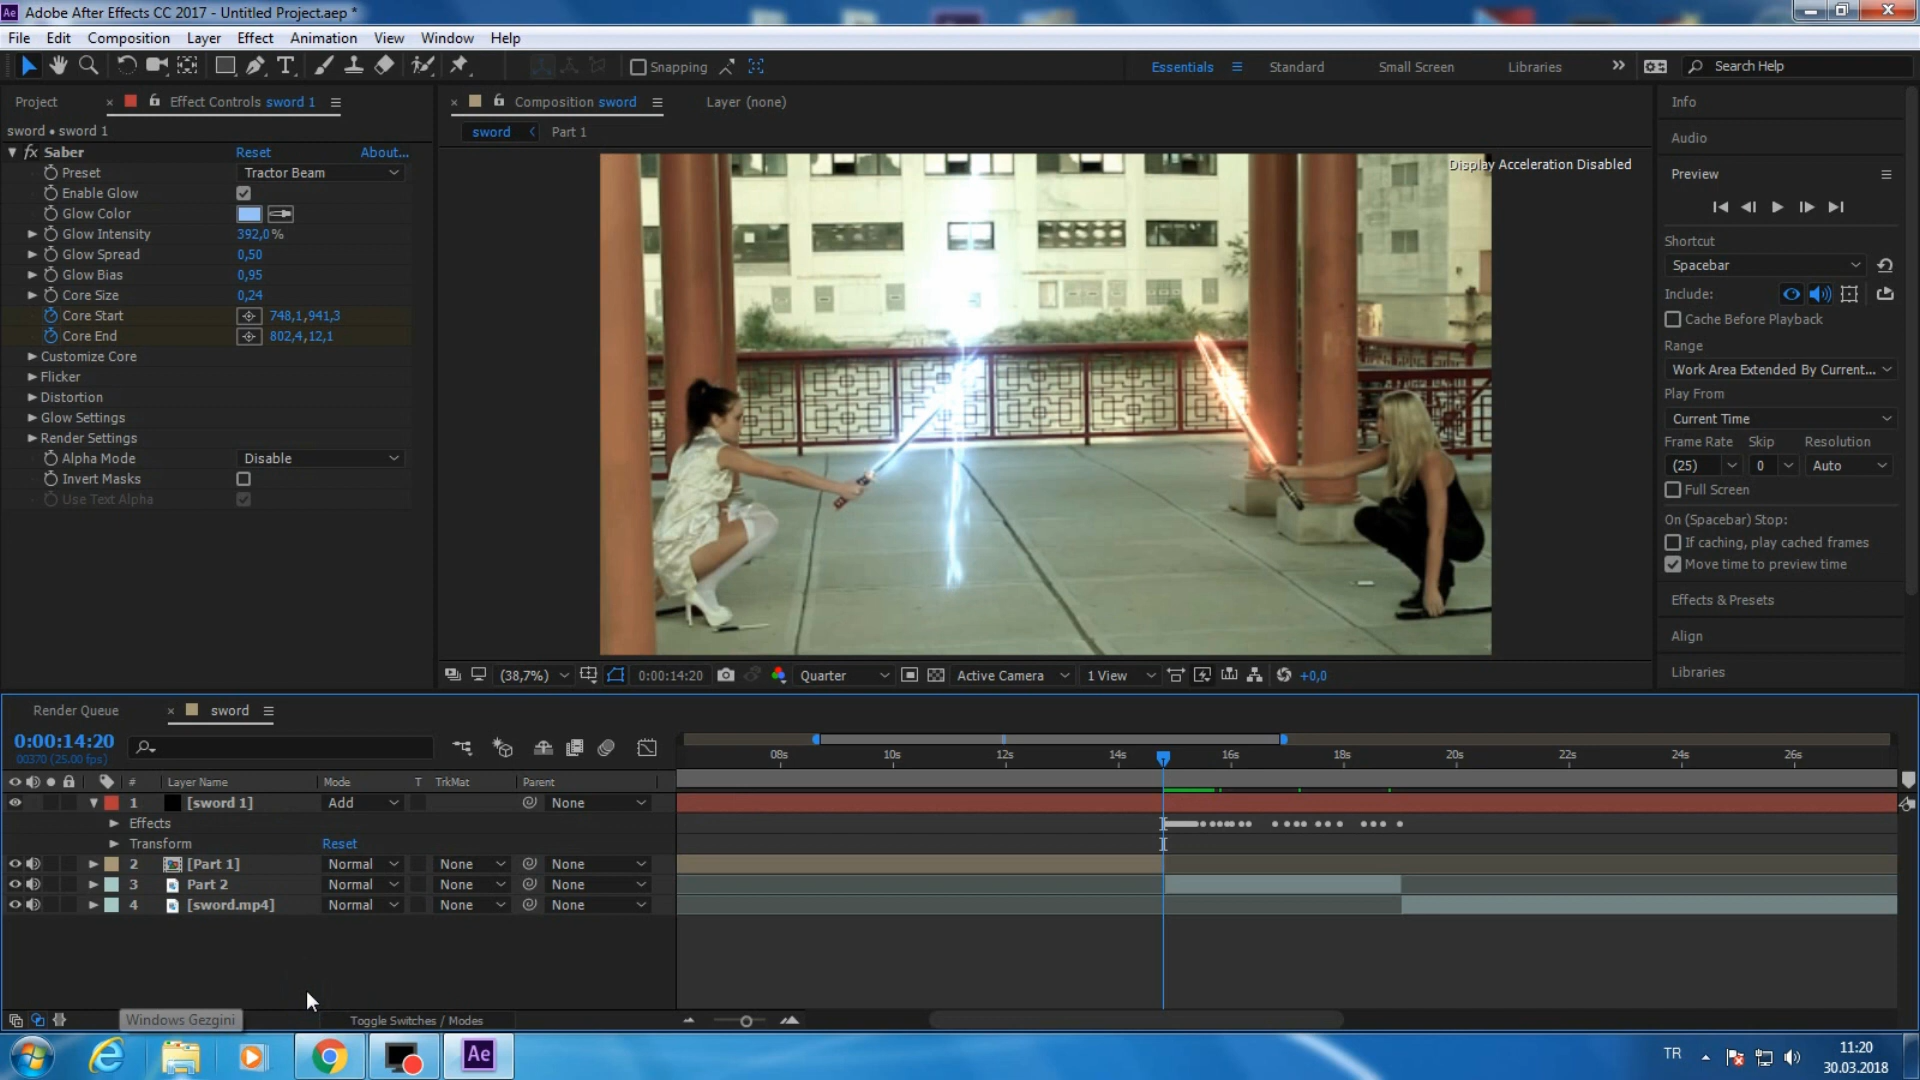 Adobe After Effects CC 2017 - Untitled Project.aep *
File Edit Composition Layer Effect Animation View Window Help
Snapping Essentials Standard Small Screen Libraries Search Help
Project Effect Controls sword 1
Composition sword Layer (none)
sword • sword 1
sword Part 1
fx Saber Reset About...
Preset Tractor Beam
Enable Glow
Glow Color
Glow Intensity 392,0%
Glow Spread 0,50
Glow Bias 0,95
Core Size 0,24
Core Start 748,1,941,3
Core End 802,4,12,1
Customize Core
Flicker
Distortion
Glow Settings
Render Settings
Alpha Mode Disable
Invert Masks
Use Text Alpha
Display Acceleration Disabled
(38,7%) 0:00:14:20 Quarter Active Camera 1 View +0,0
Info
Audio
Preview
Shortcut
Spacebar
Include:
Cache Before Playback
Range
Work Area Extended By Current...
Play From
Current Time
Frame Rate Skip Resolution
(25) 0 Auto
Full Screen
On (Spacebar) Stop:
If caching, play cached frames
Move time to preview time
Effects & Presets
Align
Libraries
Render Queue sword
0:00:14:20
00370 (25.00 fps)
08s 10s 12s 14s 16s 18s 20s 22s 24s 26s
# Layer Name Mode T TrkMat Parent
1 [sword 1] Add None
Effects
Transform Reset
2 [Part 1] Normal None None
3 Part 2 Normal None None
4 [sword.mp4] Normal None None
Windows Gezgini
Toggle Switches / Modes
Ae
TR
11:20
30.03.2018